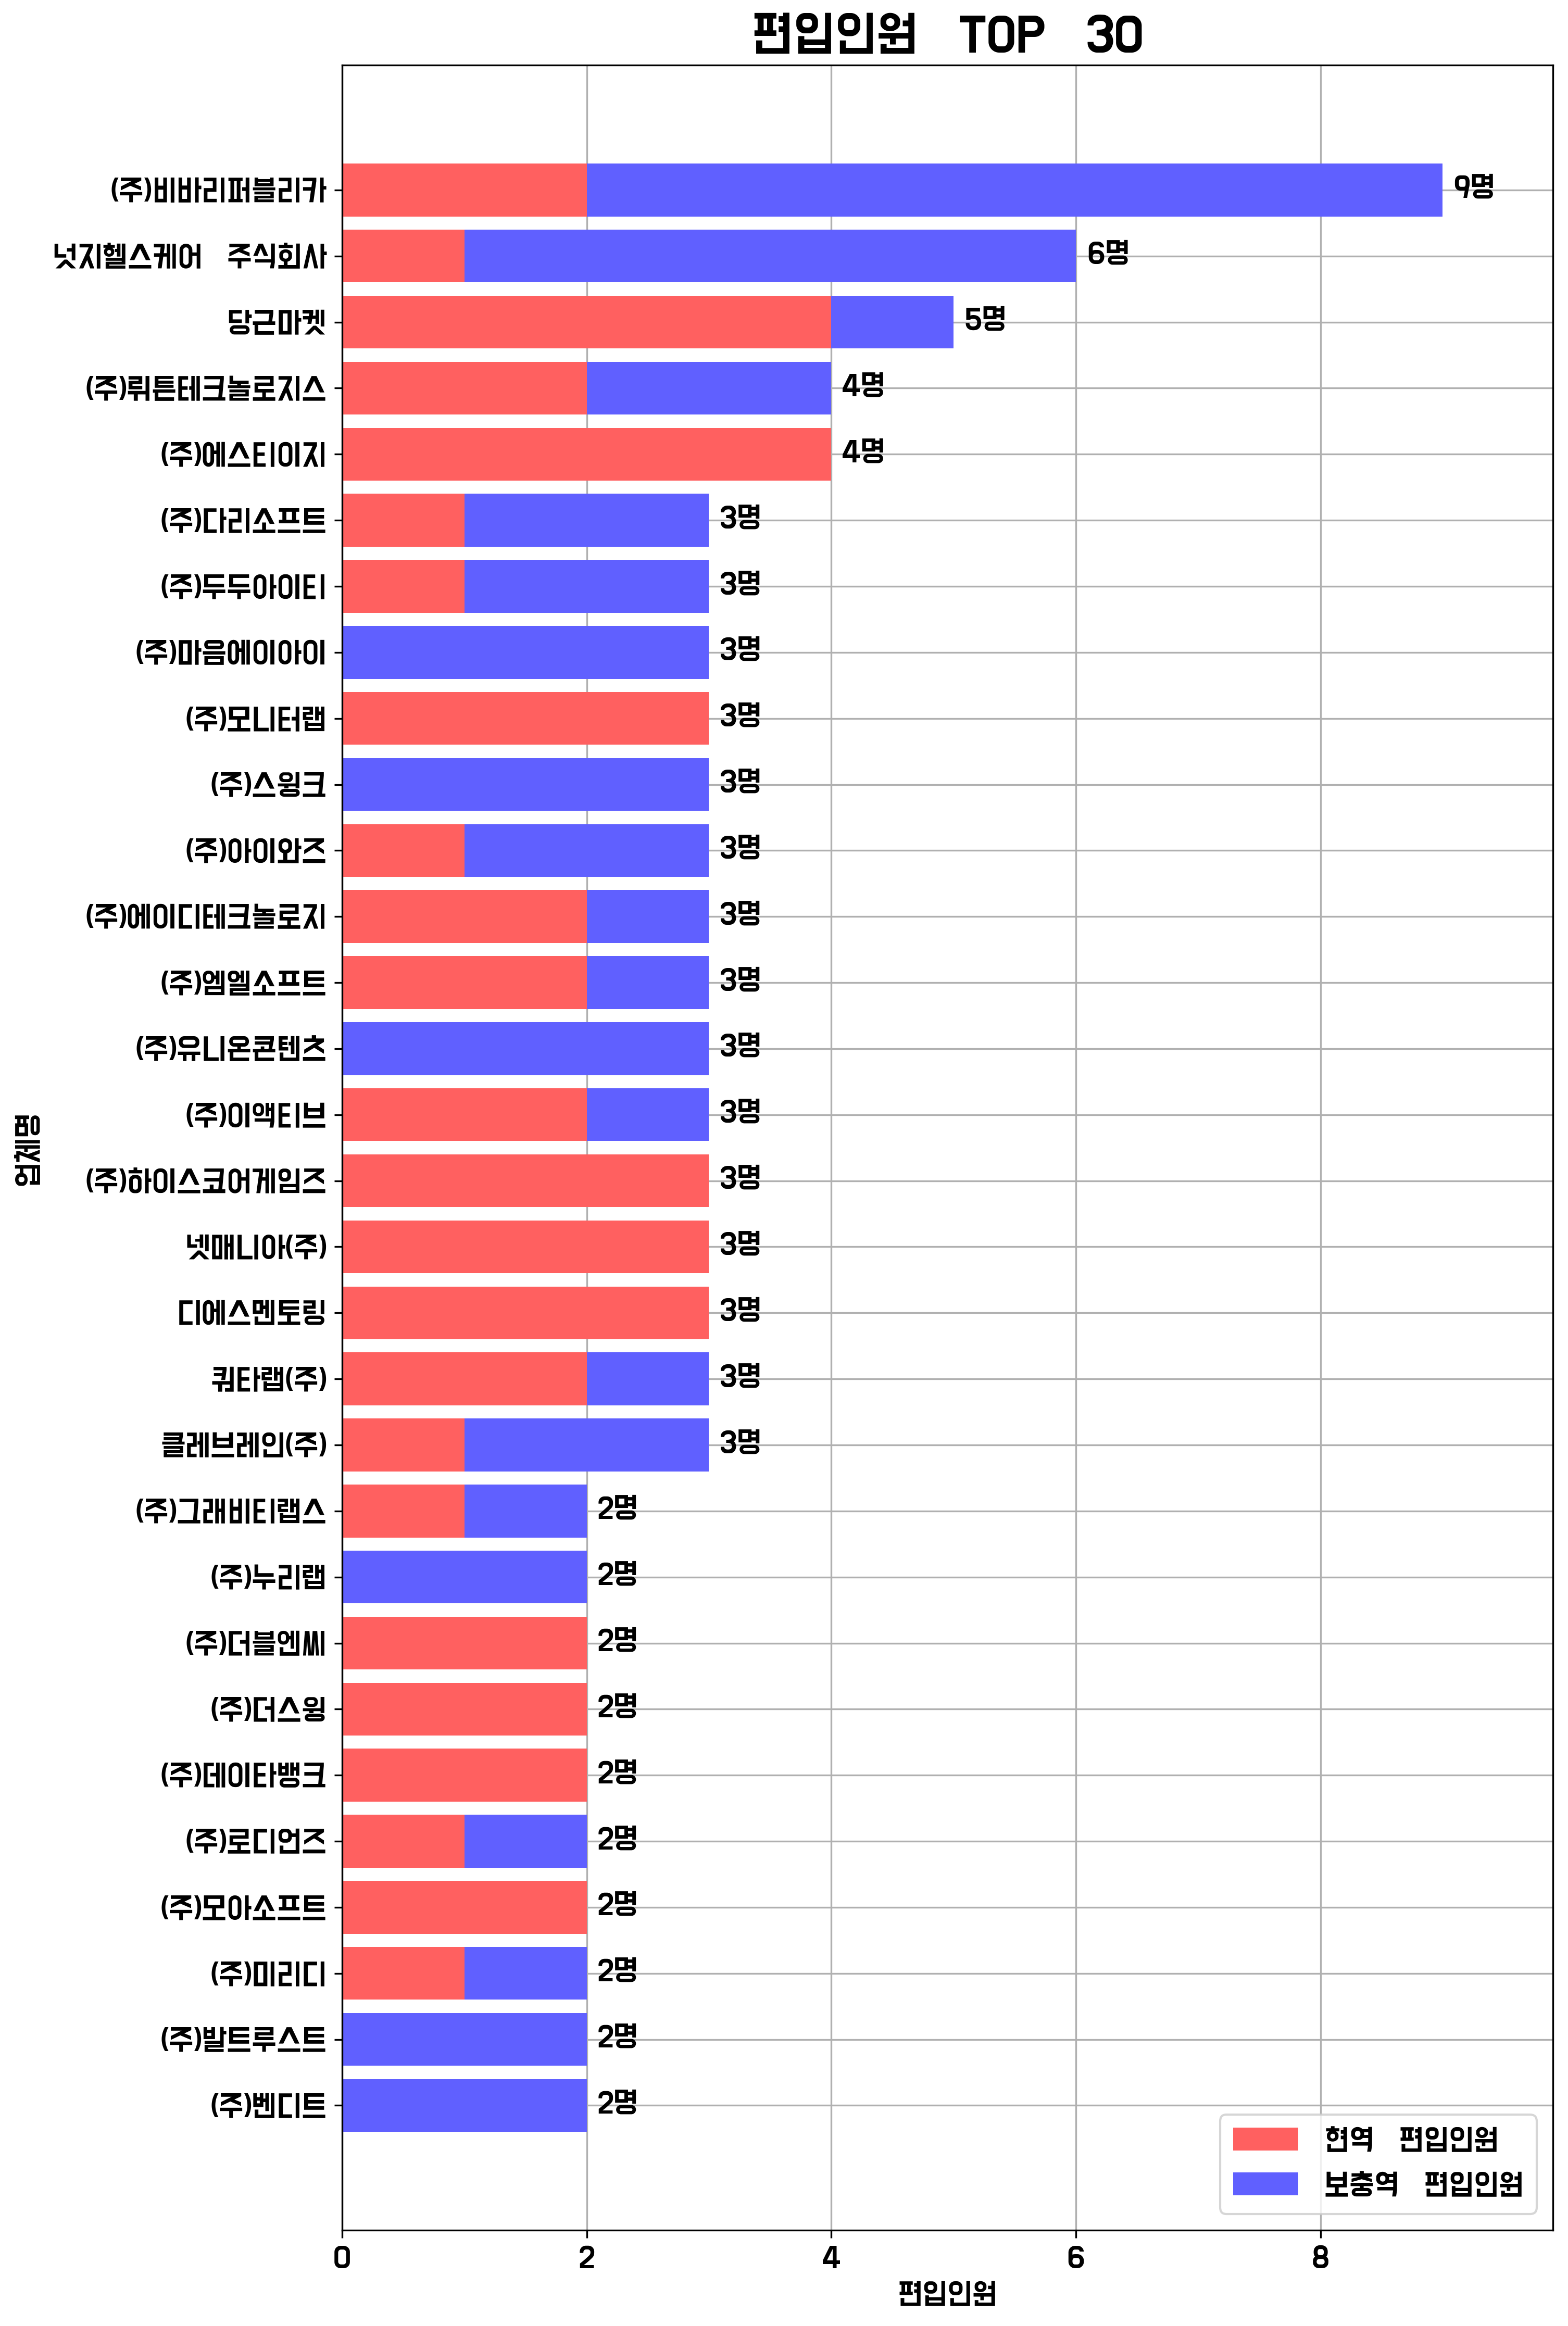 편입인원 TOP 30
(주)비바리퍼블리카 9명
넛지헬스케어 주식회사 6명
당근마켓 5명
(주)뤼튼테크놀로지스 4명
(주)에스티이지 4명
(주)다리소프트 3명
(주)두두아이티 3명
(주)마음에이아이 3명
(주)모니터랩 3명
(주)스윙크 3명
(주)아이와즈 3명
(주)에이디테크놀로지 3명
(주)엠엘소프트 3명
(주)유니온콘텐츠 3명
(주)이액티브 3명
(주)하이스코어게임즈 3명
넷매니아(주) 3명
디에스멘토링 3명
쿼타랩(주) 3명
클레브레인(주) 3명
(주)그래비티랩스 2명
(주)누리랩 2명
(주)더블엔씨 2명
(주)더스윙 2명
(주)데이타뱅크 2명
(주)로디언즈 2명
(주)모아소프트 2명
(주)미리디 2명
(주)발트루스트 2명
(주)벤디트 2명
업체명
현역 편입인원
보충역 편입인원
0 2 4 6 8
편입인원